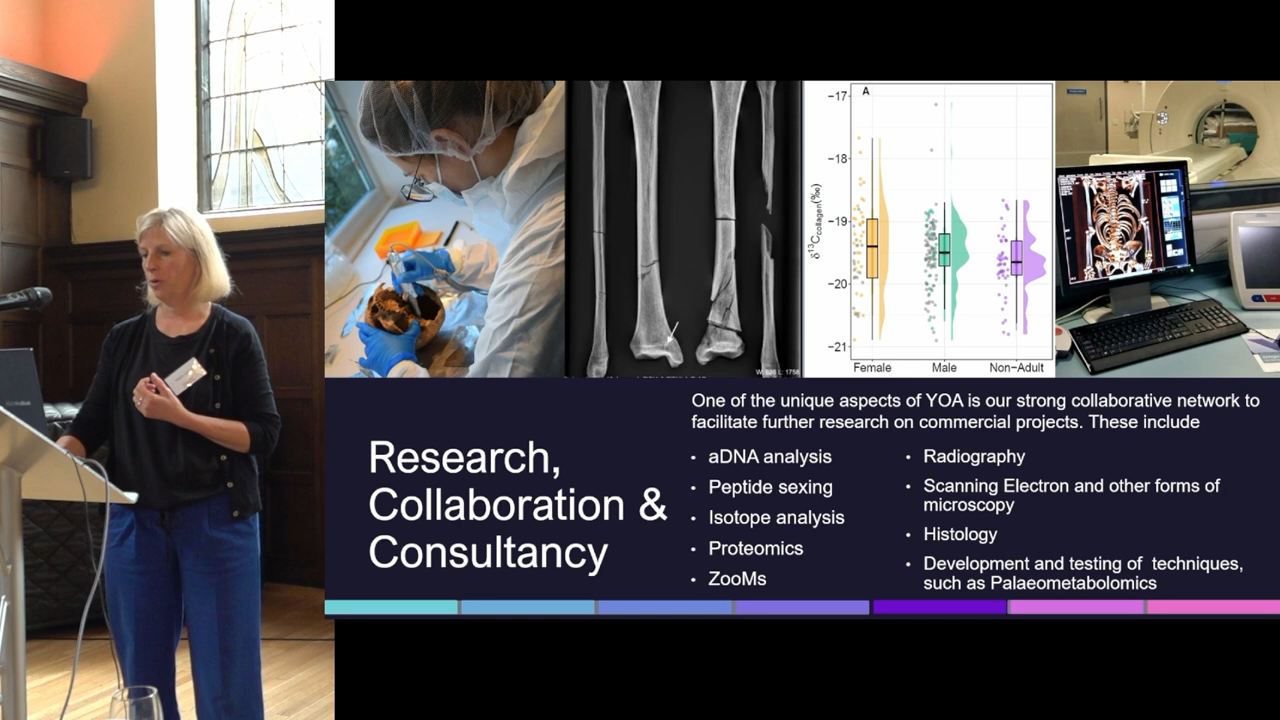 A
−17
−18
−19
−20
−21
δ13Ccollagen(‰)
Female
Male
Non−Adult
W: 836 L: 1758
Research,
Collaboration &
Consultancy
One of the unique aspects of YOA is our strong collaborative network to
facilitate further research on commercial projects. These include
• aDNA analysis
• Peptide sexing
• Isotope analysis
• Proteomics
• ZooMs
• Radiography
• Scanning Electron and other forms of
microscopy
• Histology
• Development and testing of techniques,
such as Palaeometabolomics